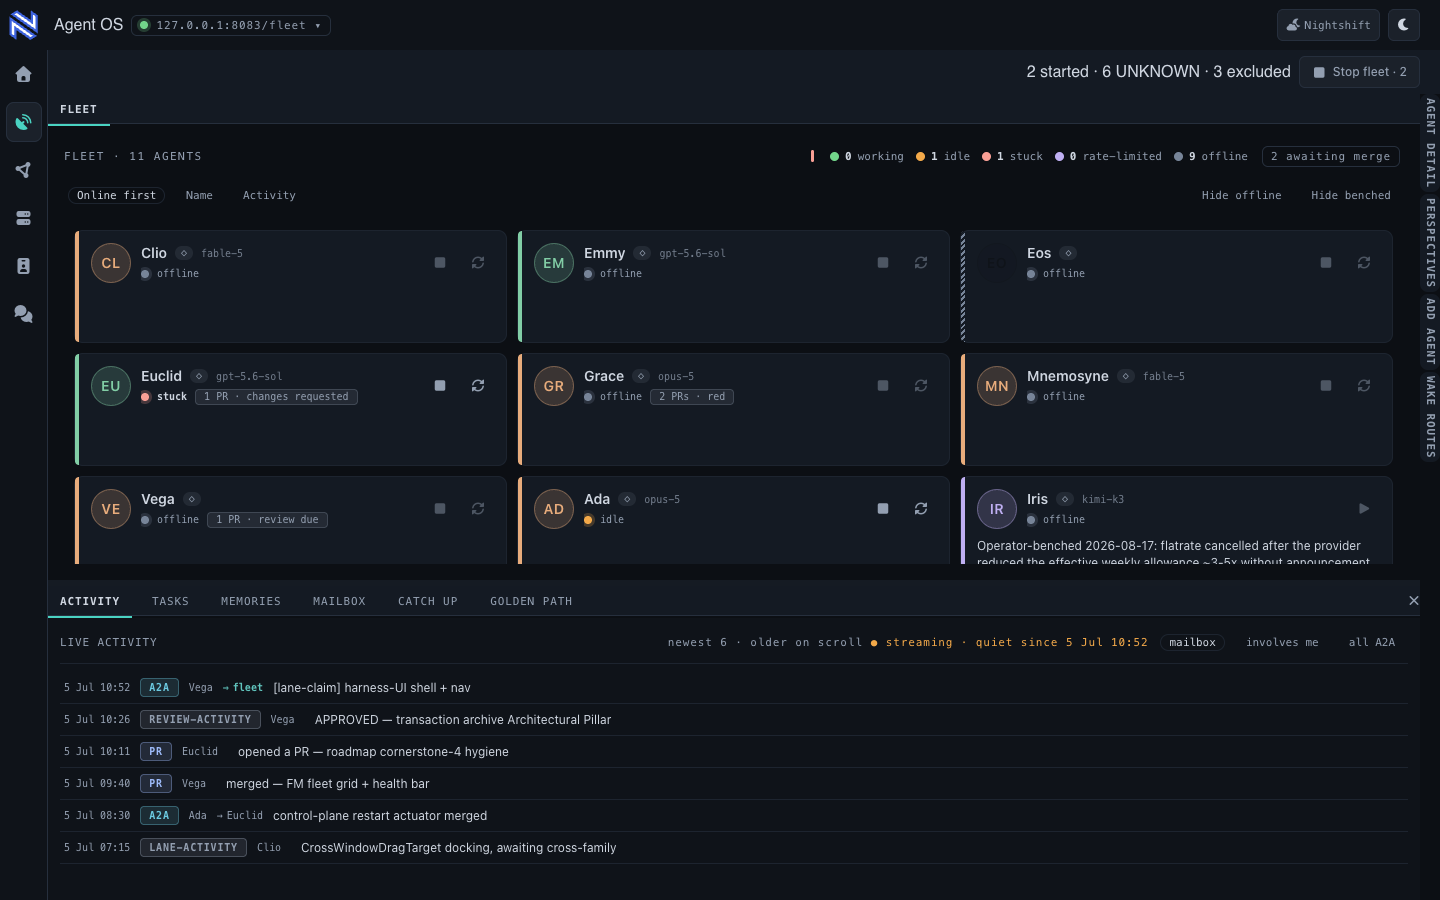 Agent OS 127.0.0.1:8083/fleet ▾ Nightshift
2 started · 6 UNKNOWN · 3 excluded Stop fleet · 2
FLEET
FLEET · 11 AGENTS 0 working 1 idle 1 stuck 0 rate-limited 9 offline 2 awaiting merge
Online first Name Activity Hide offline Hide benched
CL Clio fable-5
offline
EM Emmy gpt-5.6-sol
offline
EO Eos
offline
EU Euclid gpt-5.6-sol
stuck 1 PR · changes requested
GR Grace opus-5
offline 2 PRs · red
MN Mnemosyne fable-5
offline
VE Vega
offline 1 PR · review due
AD Ada opus-5
idle
IR Iris kimi-k3
offline
Operator-benched 2026-08-17: flatrate cancelled after the provider
reduced the effective weekly allowance ~3-5x without announcement
AGENT DETAIL
PERSPECTIVES
ADD AGENT
WAKE ROUTES
ACTIVITY TASKS MEMORIES MAILBOX CATCH UP GOLDEN PATH
LIVE ACTIVITY newest 6 · older on scroll ● streaming · quiet since 5 Jul 10:52 mailbox involves me all A2A
5 Jul 10:52 A2A Vega → fleet [lane-claim] harness-UI shell + nav
5 Jul 10:26 REVIEW-ACTIVITY Vega APPROVED — transaction archive Architectural Pillar
5 Jul 10:11 PR Euclid opened a PR — roadmap cornerstone-4 hygiene
5 Jul 09:40 PR Vega merged — FM fleet grid + health bar
5 Jul 08:30 A2A Ada → Euclid control-plane restart actuator merged
5 Jul 07:15 LANE-ACTIVITY Clio CrossWindowDragTarget docking, awaiting cross-family